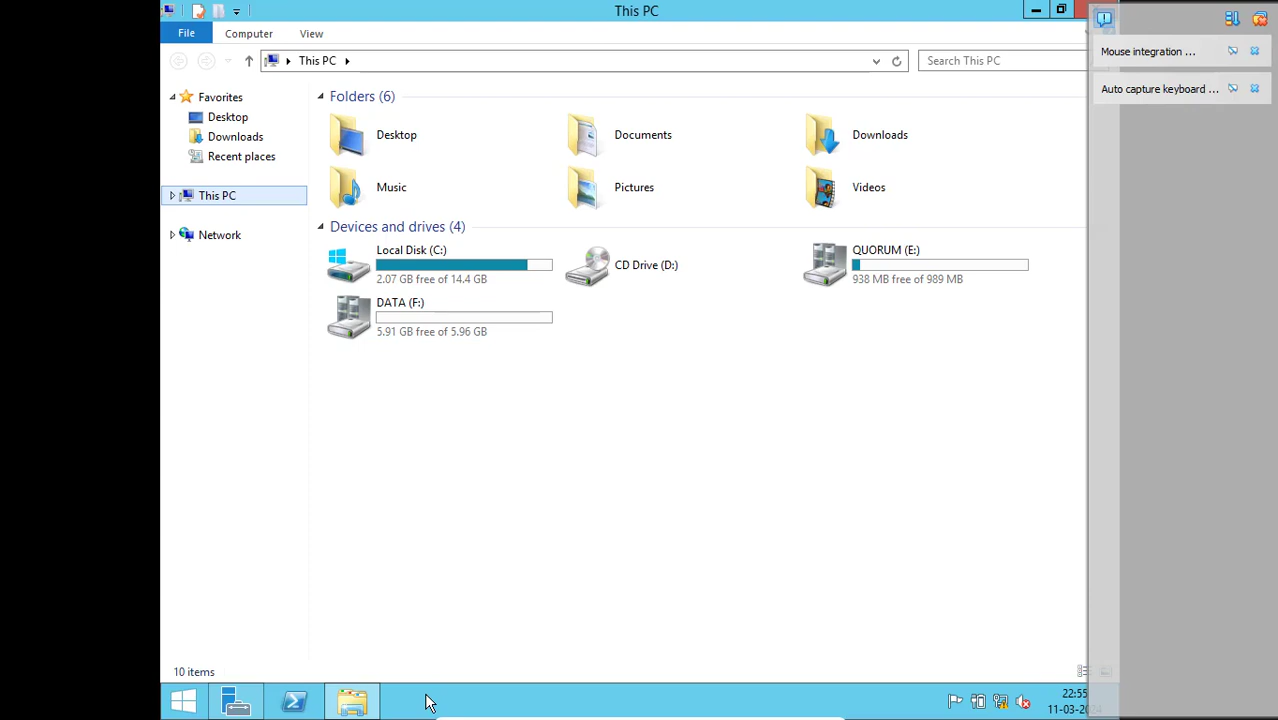 This PC
File Computer View
This PC
Search This PC
Mouse integration ...
Auto capture keyboard ...
Favorites
Desktop
Downloads
Recent places
This PC
Network
Folders (6)
Desktop Documents Downloads
Music Pictures Videos
Devices and drives (4)
Local Disk (C:)
2.07 GB free of 14.4 GB
CD Drive (D:)
QUORUM (E:)
938 MB free of 989 MB
DATA (F:)
5.91 GB free of 5.96 GB
10 items
22:55
11-03-2024